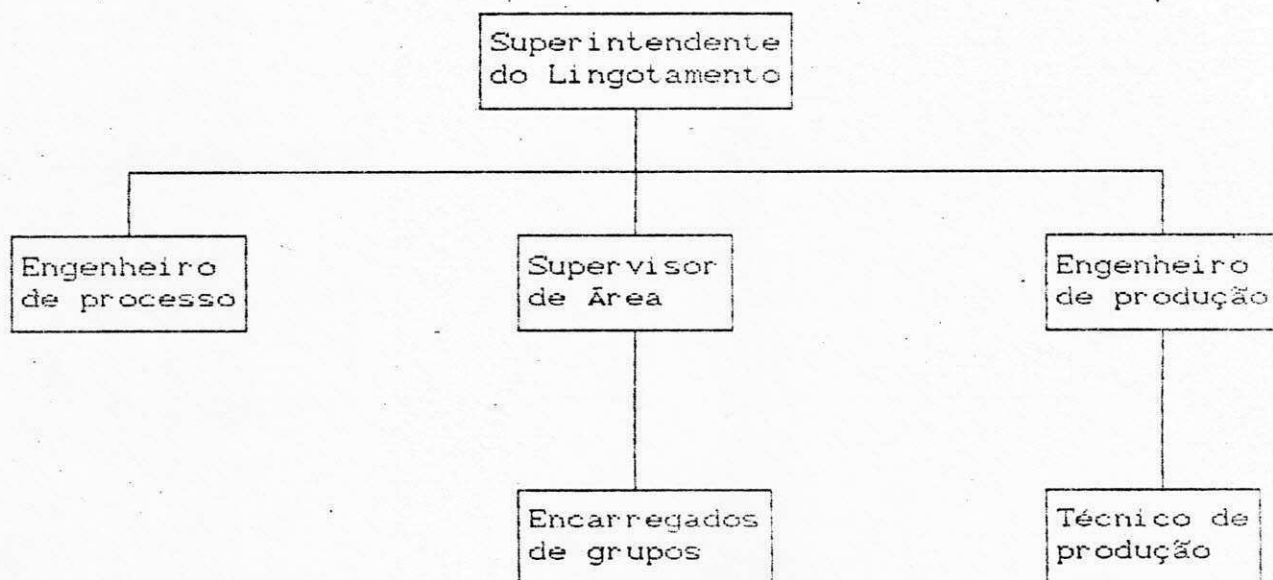 Superintendente
do Lingotamento
Engenheiro
de processo
Supervisor
de Área
Engenheiro
de produção
Encarregados
de grupos
Técnico de
produção